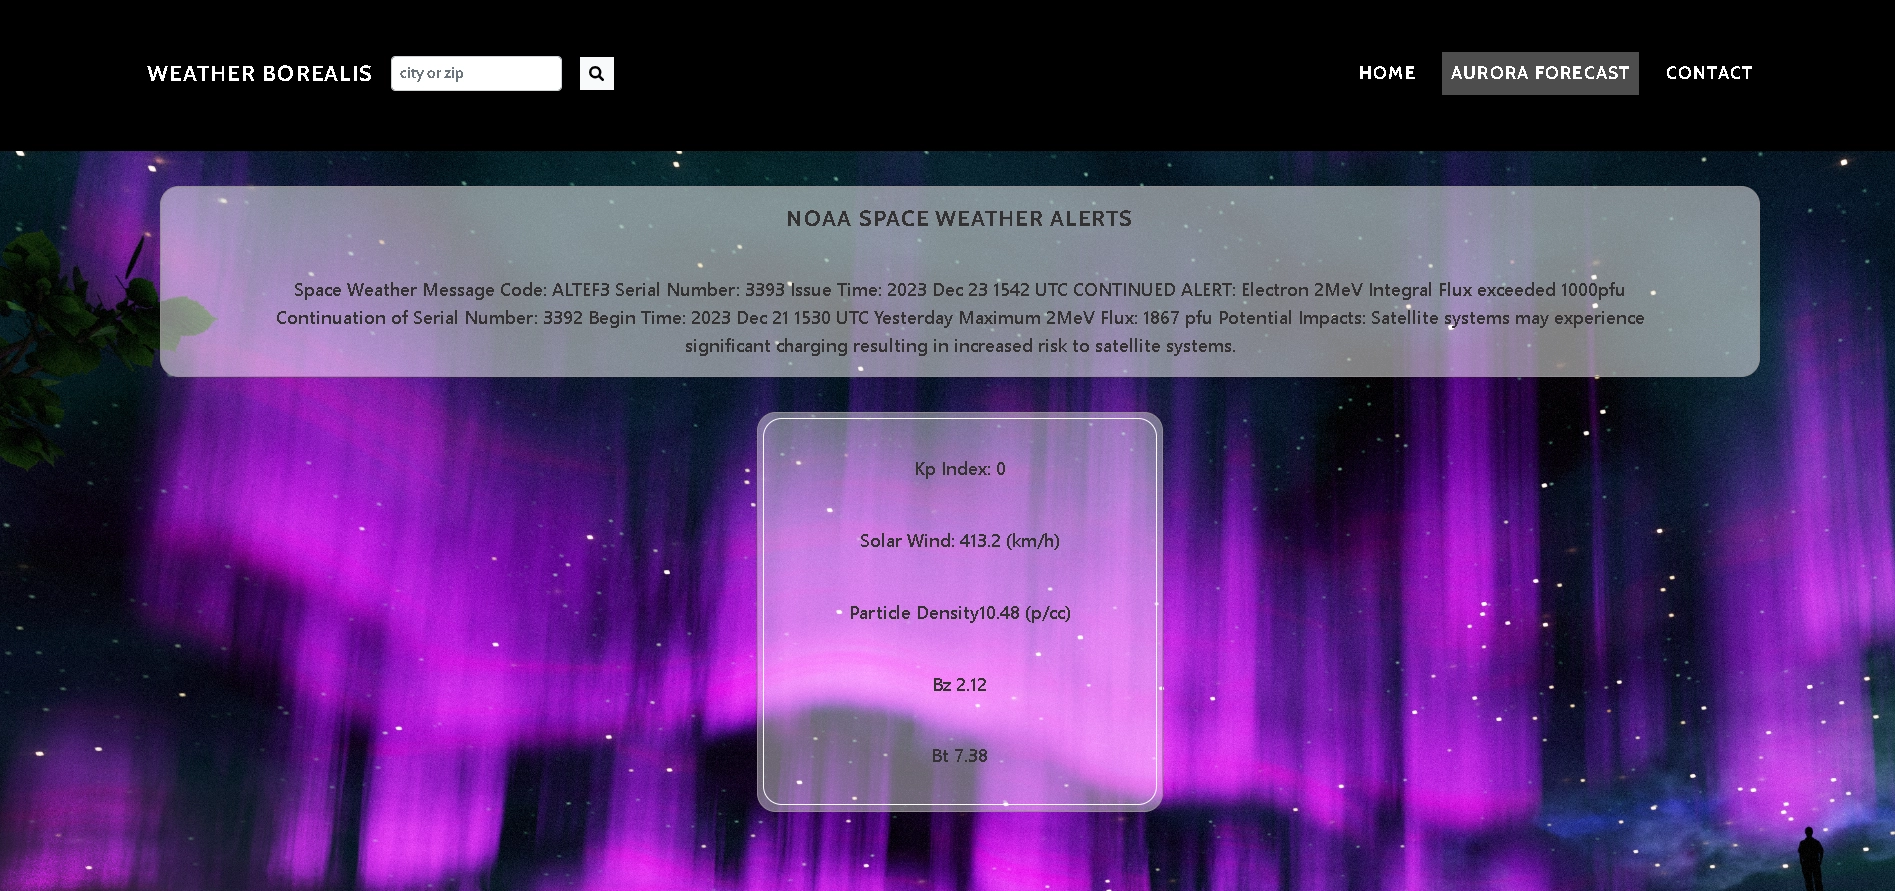 WEATHER BOREALIS
city or zip
HOME
AURORA FORECAST
CONTACT
NOAA SPACE WEATHER ALERTS
Space Weather Message Code: ALTEF3 Serial Number: 3393 Issue Time: 2023 Dec 23 1542 UTC CONTINUED ALERT: Electron 2MeV Integral Flux exceeded 1000pfu
Continuation of Serial Number: 3392 Begin Time: 2023 Dec 21 1530 UTC Yesterday Maximum 2MeV Flux: 1867 pfu Potential Impacts: Satellite systems may experience
significant charging resulting in increased risk to satellite systems.
Kp Index: 0
Solar Wind: 413.2 (km/h)
Particle Density10.48 (p/cc)
Bz 2.12
Bt 7.38